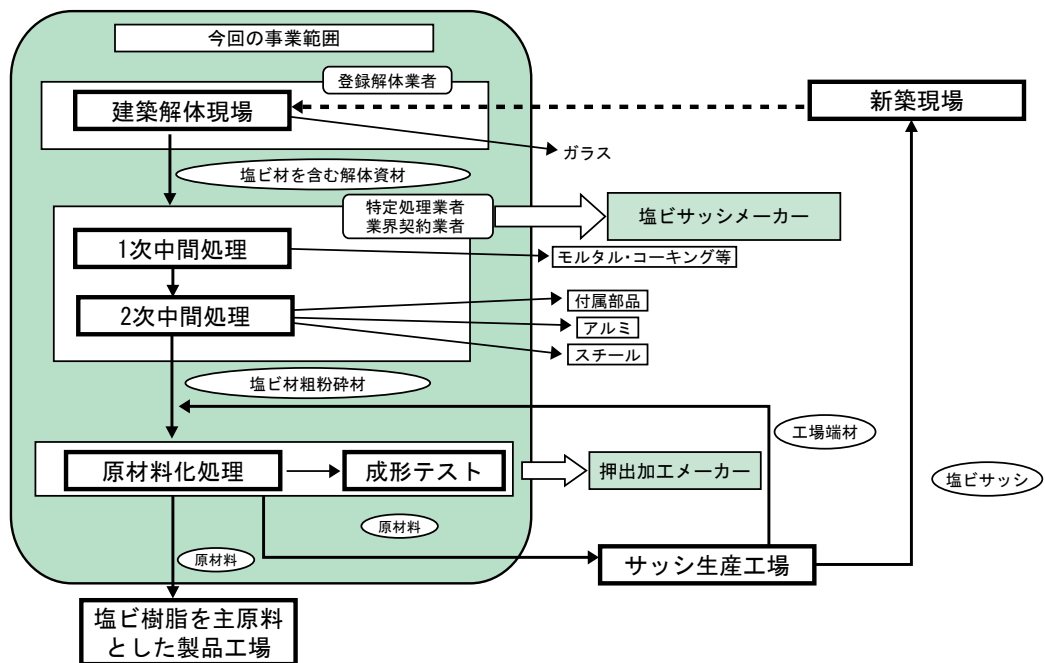 今回の事業範囲
登録解体業者
建築解体現場
新築現場
ガラス
塩ビ材を含む解体資材
特定処理業者
業界契約業者
塩ビサッシメーカー
1次中間処理
モルタル・コーキング等
2次中間処理
付属部品
アルミ
スチール
塩ビ材粗粉砕材
工場端材
原材料化処理
成形テスト
押出加工メーカー
塩ビサッシ
原材料
原材料
サッシ生産工場
塩ビ樹脂を主原料
とした製品工場